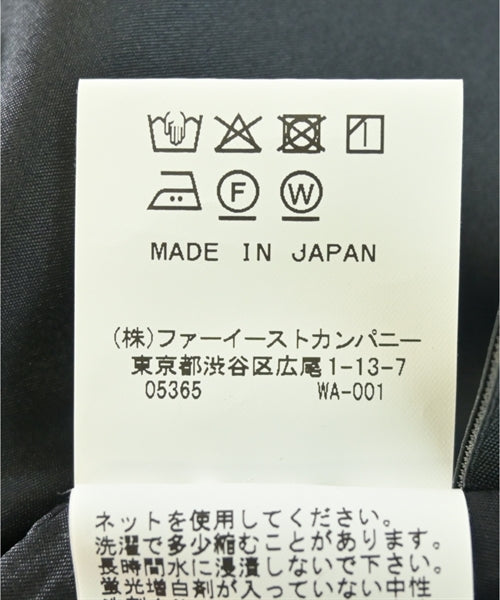 F W
MADE IN JAPAN
(株)ファーイーストカンパニー
東京都渋谷区広尾1-13-7
05365 WA-001
ネットを使用してください。
洗濯で多少縮むことがあります。
長時間水に浸漬しないで下さい。
蛍光増白剤が入っていない中性